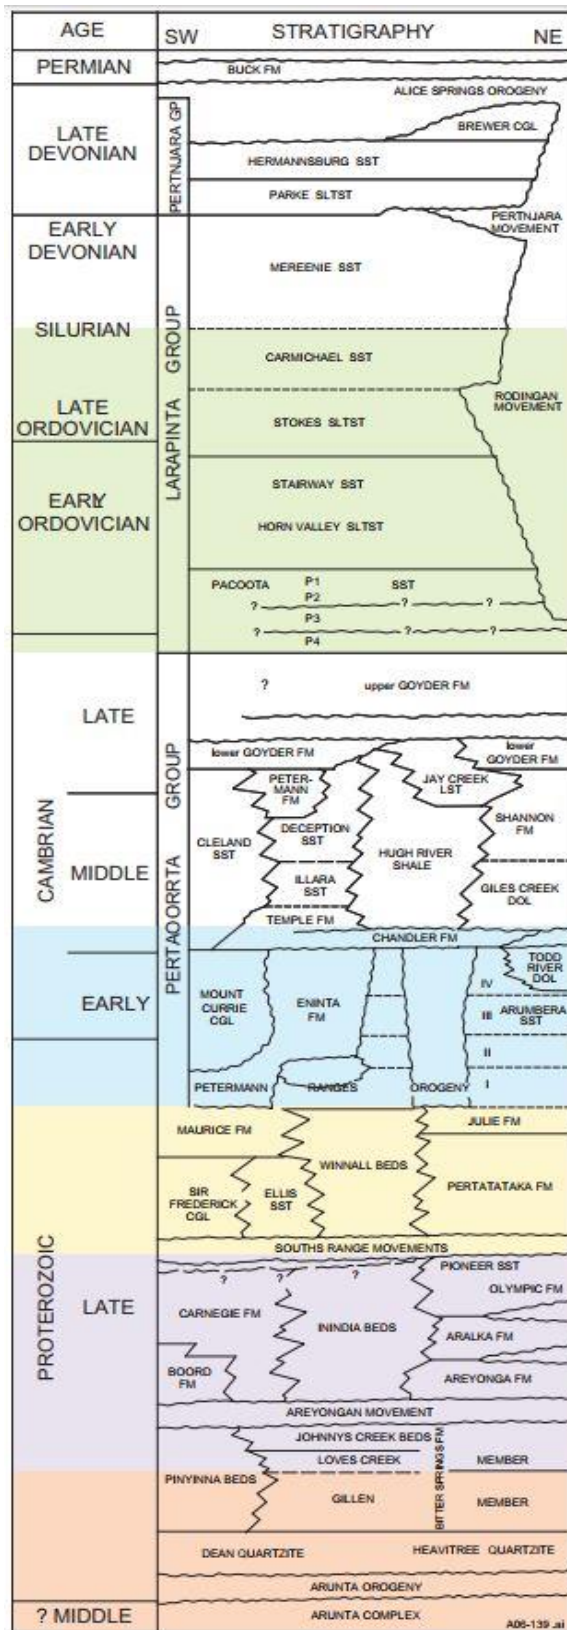 AGE
SW STRATIGRAPHY NE
PERMIAN
BUCK FM
ALICE SPRINGS OROGENY
LATE
DEVONIAN
PERTNJARA GP
BREWER CGL
HERMANNSBURG SST
PARKE SLTST
EARLY
DEVONIAN
PERTNJARA
MOVEMENT
MEREENIE SST
SILURIAN
LARAPINTA GROUP
CARMICHAEL SST
LATE
ORDOVICIAN
RODINGAN
MOVEMENT
STOKES SLTST
STAIRWAY SST
EARLY
ORDOVICIAN
HORN VALLEY SLTST
PACOOTA P1 SST
P2
? ? ?
P3
? ? ?
P4
? upper GOYDER FM
CAMBRIAN
LATE
PERTAOORRTA GROUP
lower GOYDER FM
lower
GOYDER FM
PETER-
MANN
FM
JAY CREEK
LST
CLELAND
SST
DECEPTION
SST
HUGH RIVER
SHALE
SHANNON
FM
MIDDLE
ILLARA
SST
GILES CREEK
DOL
TEMPLE FM
CHANDLER FM
TODD
RIVER
DOL
EARLY
MOUNT
CURRIE
CGL
ENINTA
FM
IV
III ARUMBERA
SST
II
I
PETERMANN RANGES OROGENY
PROTEROZOIC
MAURICE FM
JULIE FM
WINNALL BEDS
SIR
FREDERICK
CGL
ELLIS
SST
PERTATATAKA FM
SOUTHS RANGE MOVEMENTS
PIONEER SST
? ? ?
OLYMPIC FM
LATE
CARNEGIE FM
ININDIA BEDS
ARALKA FM
BOORD
FM
AREYONGA FM
AREYONGAN MOVEMENT
JOHNNYS CREEK BEDS
BITTER SPRINGS FM
LOVES CREEK MEMBER
PINYINNA BEDS
GILLEN MEMBER
DEAN QUARTZITE HEAVITREE QUARTZITE
ARUNTA OROGENY
? MIDDLE
ARUNTA COMPLEX
A06-139 .ai